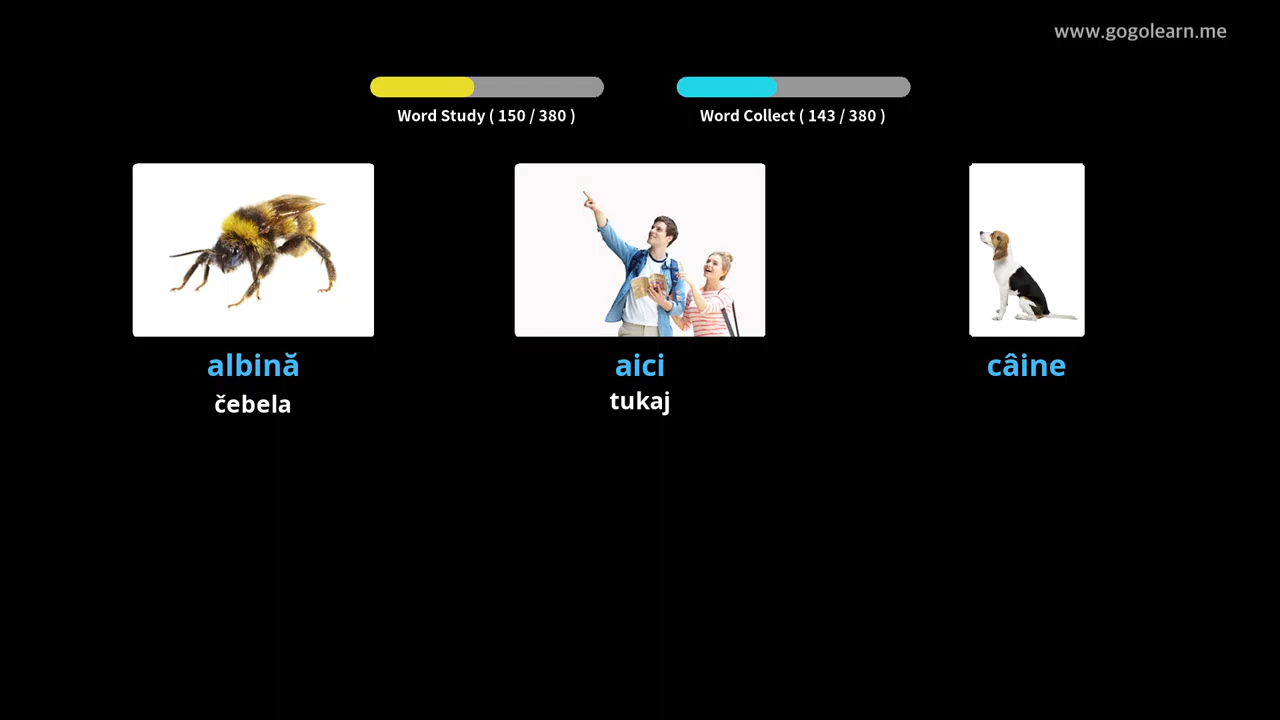 www.gogolearn.me
Word Study ( 150 / 380 )
Word Collect ( 143 / 380 )
albină
čebela
aici
tukaj
câine